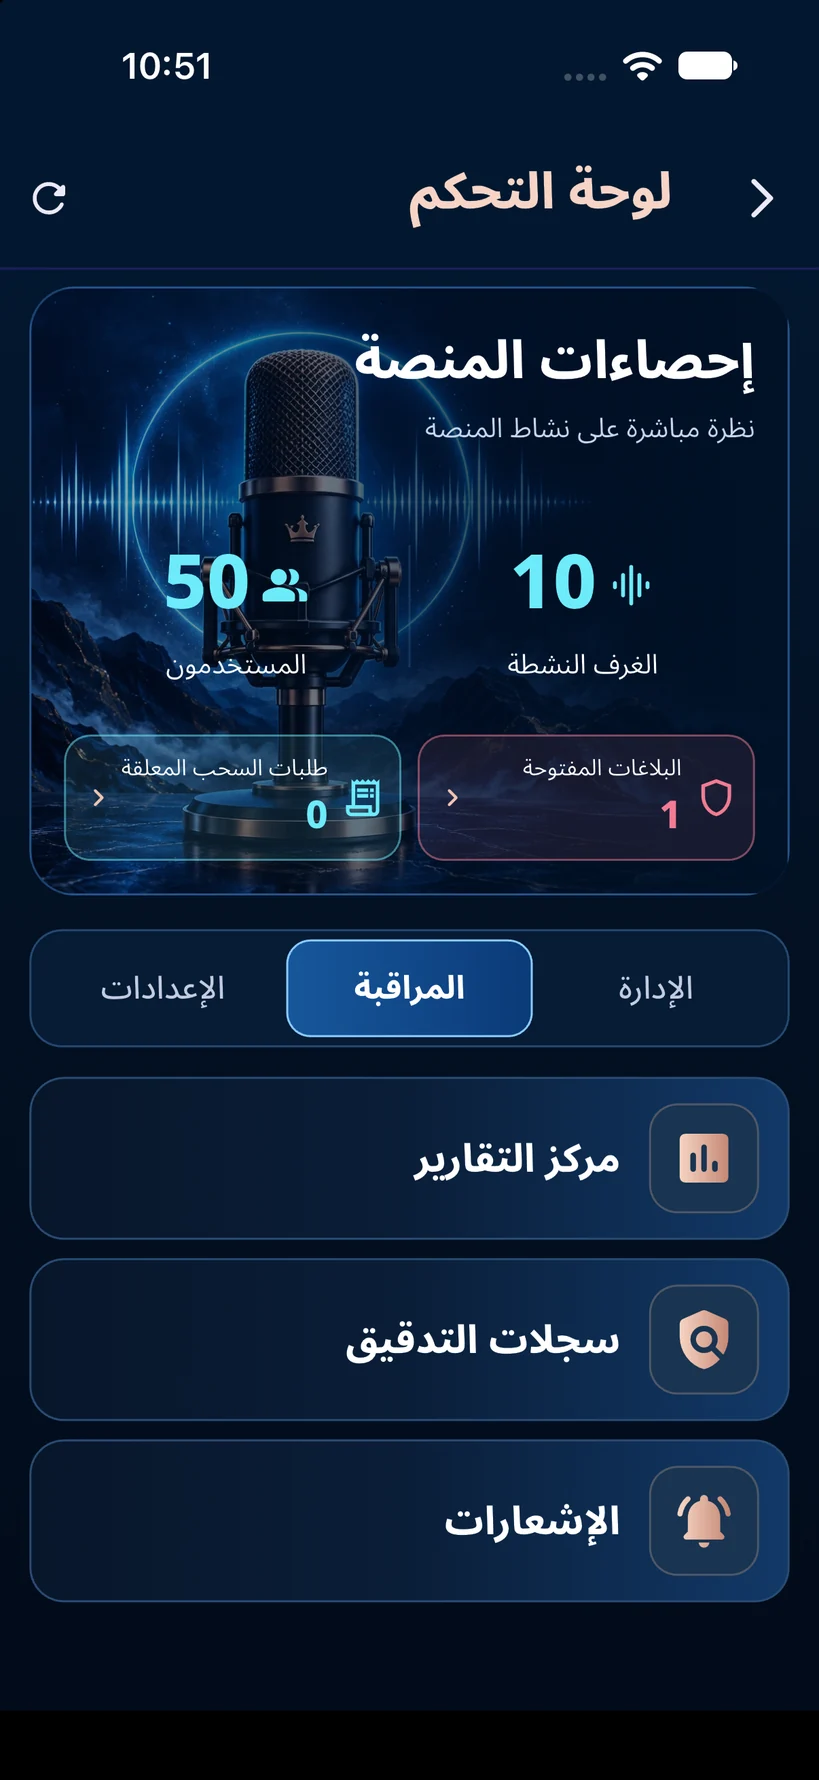 10:51
لوحة التحكم
إحصاءات المنصة
نظرة مباشرة على نشاط المنصة
10
50
الغرف النشطة
المستخدمون
البلاغات المفتوحة
1
طلبات السحب المعلقة
0
الإدارة
المراقبة
الإعدادات
مركز التقارير
سجلات التدقيق
الإشعارات